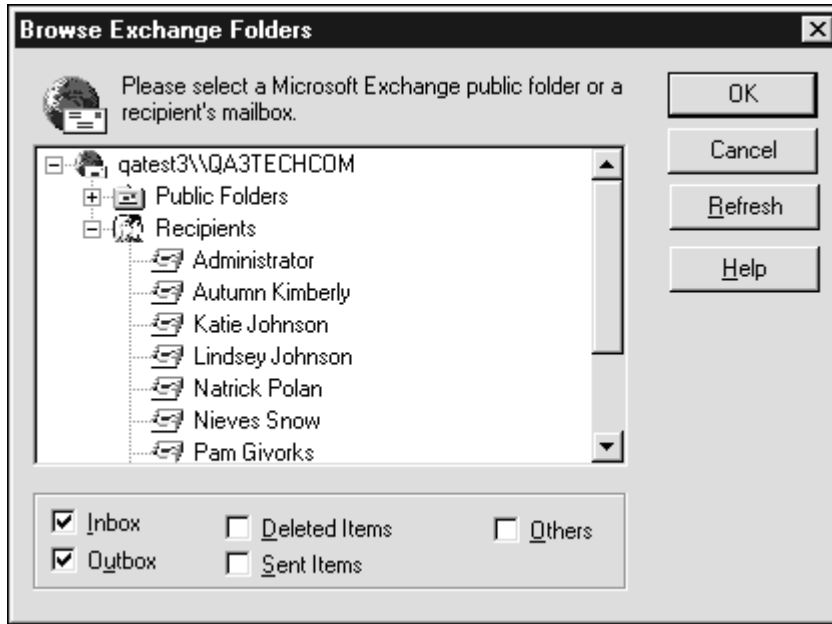 Browse Exchange Folders
Please select a Microsoft Exchange public folder or a
recipient's mailbox.
OK
Cancel
Refresh
Help
qatest3\\QA3TECHCOM
Public Folders
Recipients
Administrator
Autumn Kimberly
Katie Johnson
Lindsey Johnson
Natrick Polan
Nieves Snow
Pam Givorks
Inbox
Deleted Items
Others
Outbox
Sent Items